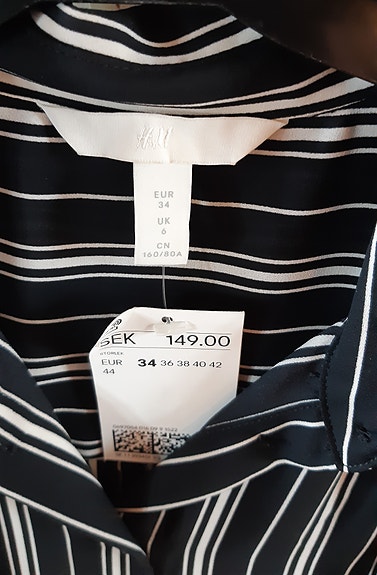 H&M
EUR
34
UK
6
CN
160/80A
SEK 149.00
STORLEK
EUR 34 36 38 40 42
44